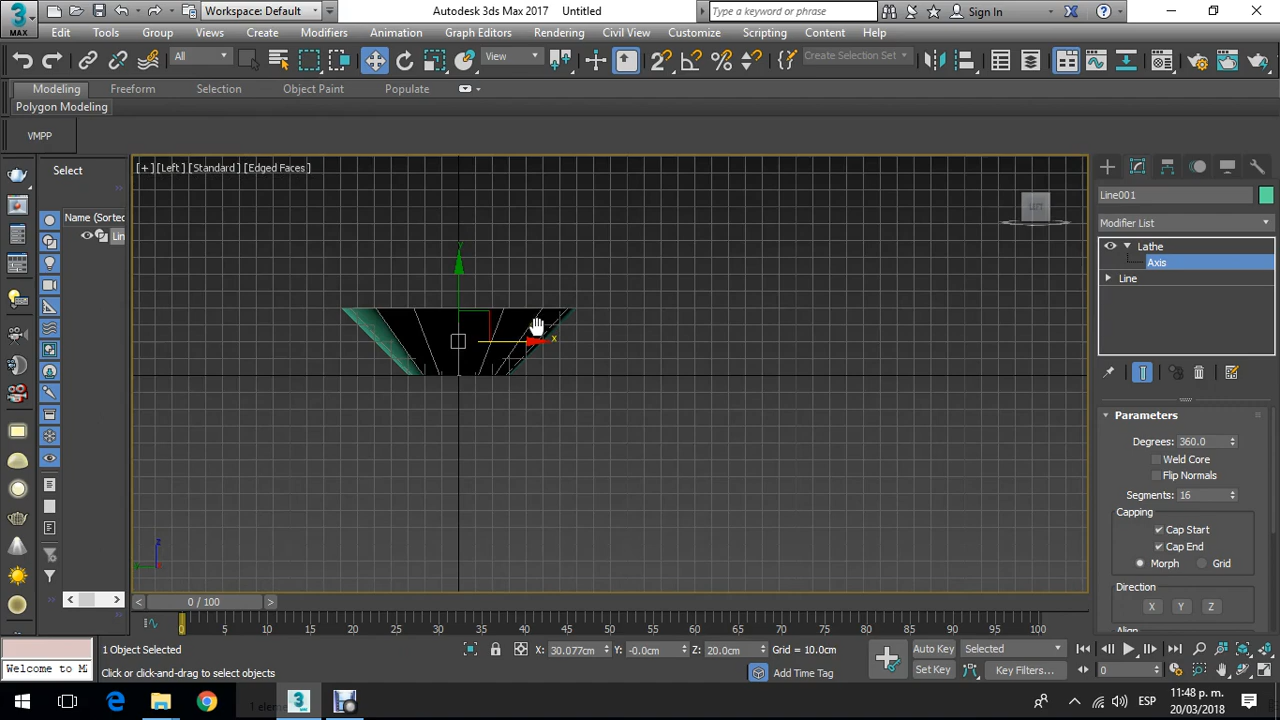 3 MAX
Workspace: Default
Autodesk 3ds Max 2017 Untitled
Type a keyword or phrase
Sign In
Edit Tools Group Views Create Modifiers Animation Graph Editors Rendering Civil View Customize Scripting Content Help
All
View
Create Selection Set
Modeling Freeform Selection Object Paint Populate
Polygon Modeling
VMPP
Select
[+] [Left] [Standard] [Edged Faces]
LEFT
Name (Sorted
Lin
y
x
z
y
Line001
Modifier List
Lathe
Axis
Line
Parameters
Degrees: 360.0
Weld Core
Flip Normals
Segments: 16
Capping
Cap Start
Cap End
Morph Grid
Direction
X Y Z
Align
< 0 / 100 >
0 5 10 15 20 25 30 35 40 45 50 55 60 65 70 75 80 85 90 95 100
1 Object Selected
X: 30.077cm Y: -0.0cm Z: 20.0cm Grid = 10.0cm
Auto Key Selected
Welcome to M
Click or click-and-drag to select objects
Add Time Tag
Set Key Key Filters...
0
ESP
11:48 p. m.
20/03/2018